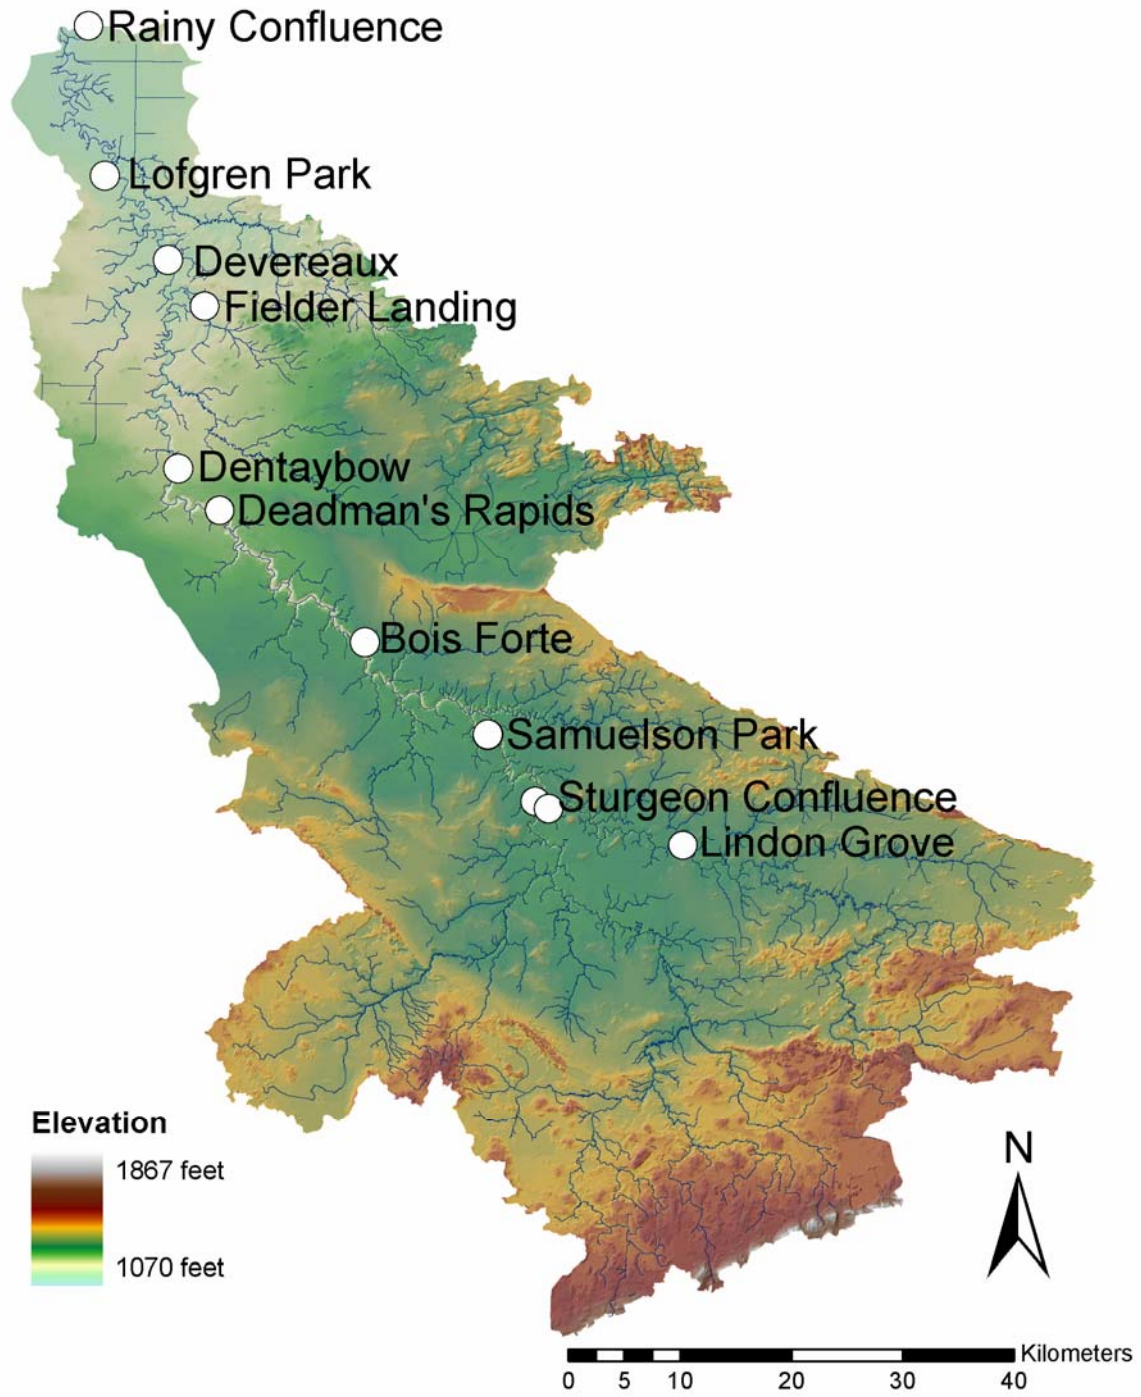 Rainy Confluence
Lofgren Park
Devereaux
Fielder Landing
Dentaybow
Deadman's Rapids
Bois Forte
Samuelson Park
Sturgeon Confluence
Lindon Grove
Elevation
1867 feet
1070 feet
N
Kilometers
0 5 10 20 30 40